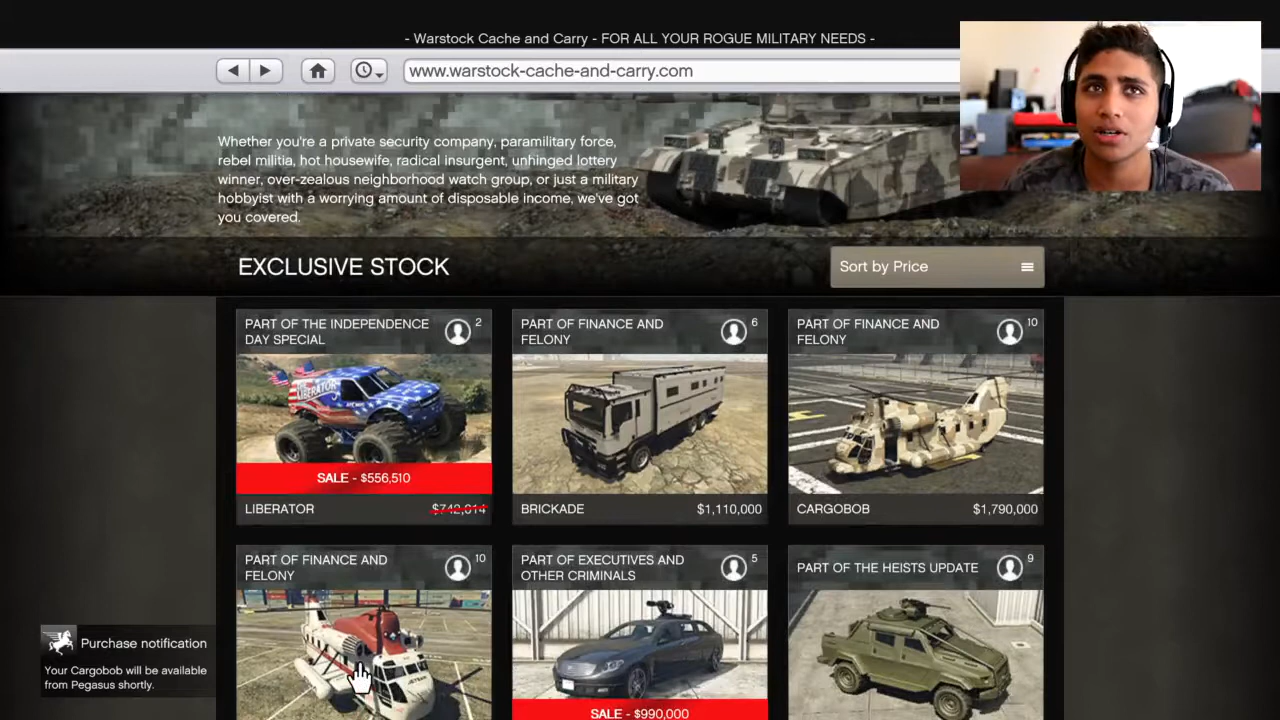 - Warstock Cache and Carry - FOR ALL YOUR ROGUE MILITARY NEEDS -
www.warstock-cache-and-carry.com
Whether you're a private security company, paramilitary force,
rebel militia, hot housewife, radical insurgent, unhinged lottery
winner, over-zealous neighborhood watch group, or just a military
hobbyist with a worrying amount of disposable income, we've got
you covered.
EXCLUSIVE STOCK
Sort by Price
PART OF THE INDEPENDENCE
DAY SPECIAL
2
LIBERATOR
SALE - $556,510
LIBERATOR $742,014
PART OF FINANCE AND
FELONY
6
BRICKADE $1,110,000
PART OF FINANCE AND
FELONY
10
CARGOBOB $1,790,000
PART OF FINANCE AND
FELONY
10
PART OF EXECUTIVES AND
OTHER CRIMINALS
5
SALE - $990,000
PART OF THE HEISTS UPDATE
9
Purchase notification
Your Cargobob will be available
from Pegasus shortly.